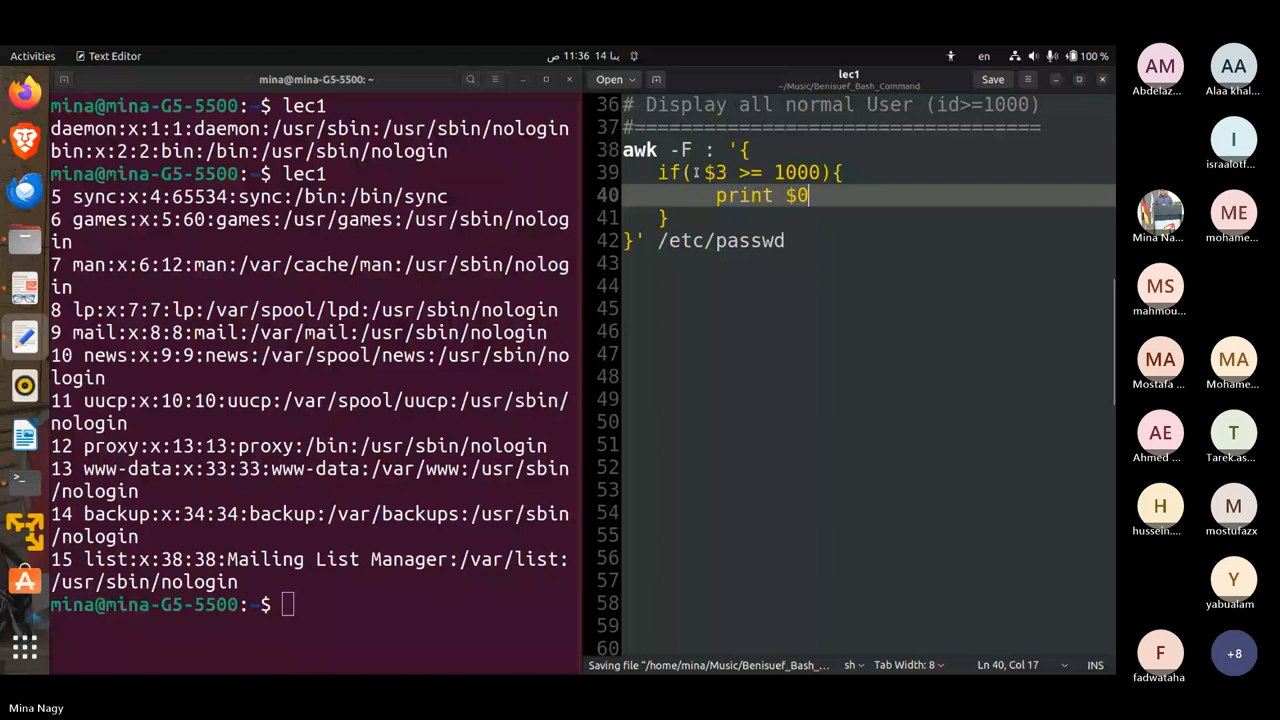 Activities
Text Editor
11:36 ص
ينا 14
en
100 %
mina@mina-G5-5500: ~
mina@mina-G5-5500:~$ lec1
daemon:x:1:1:daemon:/usr/sbin:/usr/sbin/nologin
bin:x:2:2:bin:/bin:/usr/sbin/nologin
mina@mina-G5-5500:~$ lec1
5 sync:x:4:65534:sync:/bin:/bin/sync
6 games:x:5:60:games:/usr/games:/usr/sbin/nolog
in
7 man:x:6:12:man:/var/cache/man:/usr/sbin/nolog
in
8 lp:x:7:7:lp:/var/spool/lpd:/usr/sbin/nologin
9 mail:x:8:8:mail:/var/mail:/usr/sbin/nologin
10 news:x:9:9:news:/var/spool/news:/usr/sbin/no
login
11 uucp:x:10:10:uucp:/var/spool/uucp:/usr/sbin/
nologin
12 proxy:x:13:13:proxy:/bin:/usr/sbin/nologin
13 www-data:x:33:33:www-data:/var/www:/usr/sbin
/nologin
14 backup:x:34:34:backup:/var/backups:/usr/sbin
/nologin
15 list:x:38:38:Mailing List Manager:/var/list:
/usr/sbin/nologin
mina@mina-G5-5500:~$
Open
lec1
~/Music/Benisuef_Bash_Command
Save
36 # Display all normal User (id>=1000)
37 #===================================
38 awk -F : '{
39 if( $3 >= 1000){
40 print $0
41 }
42 }' /etc/passwd
43
44
45
46
47
48
49
50
51
52
53
54
55
56
57
58
59
60
Saving file "/home/mina/Music/Benisuef_Bash_...
sh
Tab Width: 8
Ln 40, Col 17
INS
AM
Abdelaz...
AA
Alaa khal...
I
israalotf...
Mina Na...
ME
mohame...
MS
mahmou...
MA
Mostafa ...
MA
Mohame...
AE
Ahmed ...
T
Tarek.as...
H
hussein....
M
mostufazx
Y
yabualam
F
fadwataha
+8
Mina Nagy